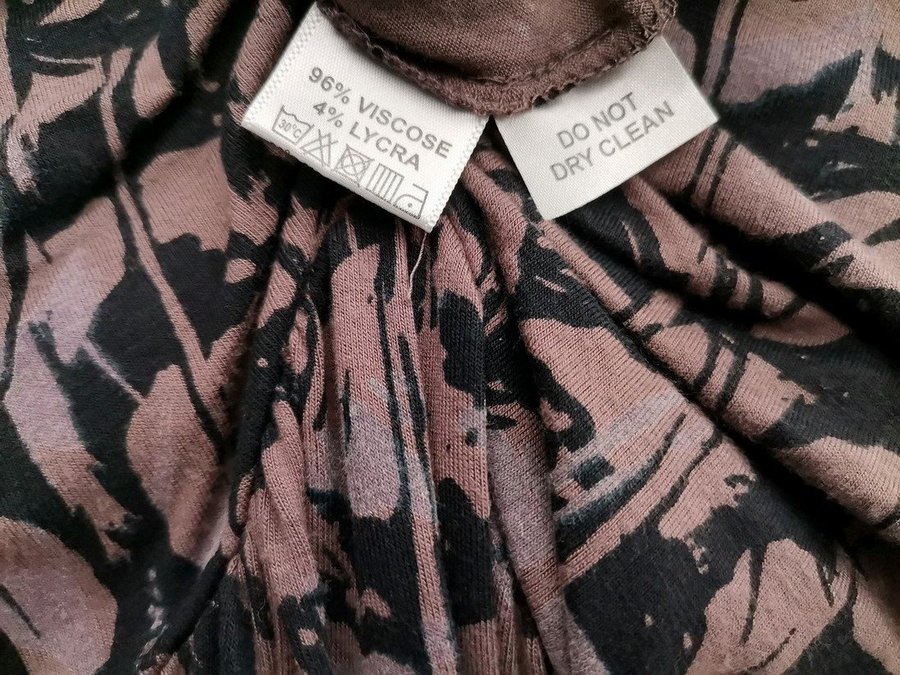 96% VISCOSE
4% LYCRA
30°C
DO NOT
DRY CLEAN